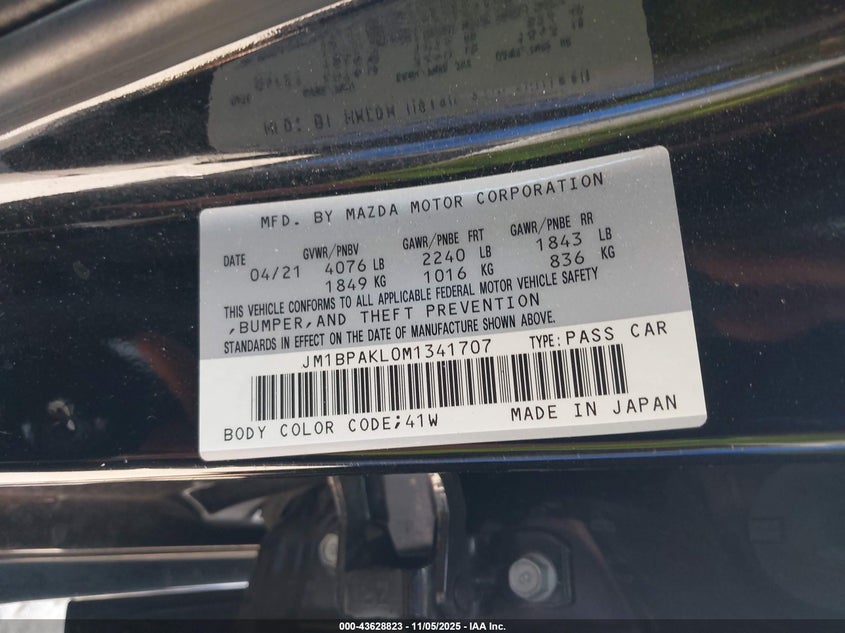 MFD. BY MAZDA MOTOR CORPORATION
DATE GVWR/PNBV GAWR/PNBE FRT GAWR/PNBE RR
04/21 4076 LB 2240 LB 1843 LB
1849 KG 1016 KG 836 KG
THIS VEHICLE CONFORMS TO ALL APPLICABLE FEDERAL MOTOR VEHICLE SAFETY
,BUMPER,AND THEFT PREVENTION
STANDARDS IN EFFECT ON THE DATE OF MANUFACTURE SHOWN ABOVE.
JM1BPAKL0M1341707 TYPE:PASS CAR
BODY COLOR CODE;41W MADE IN JAPAN
000-43628823 - 11/05/2025 - IAA Inc.